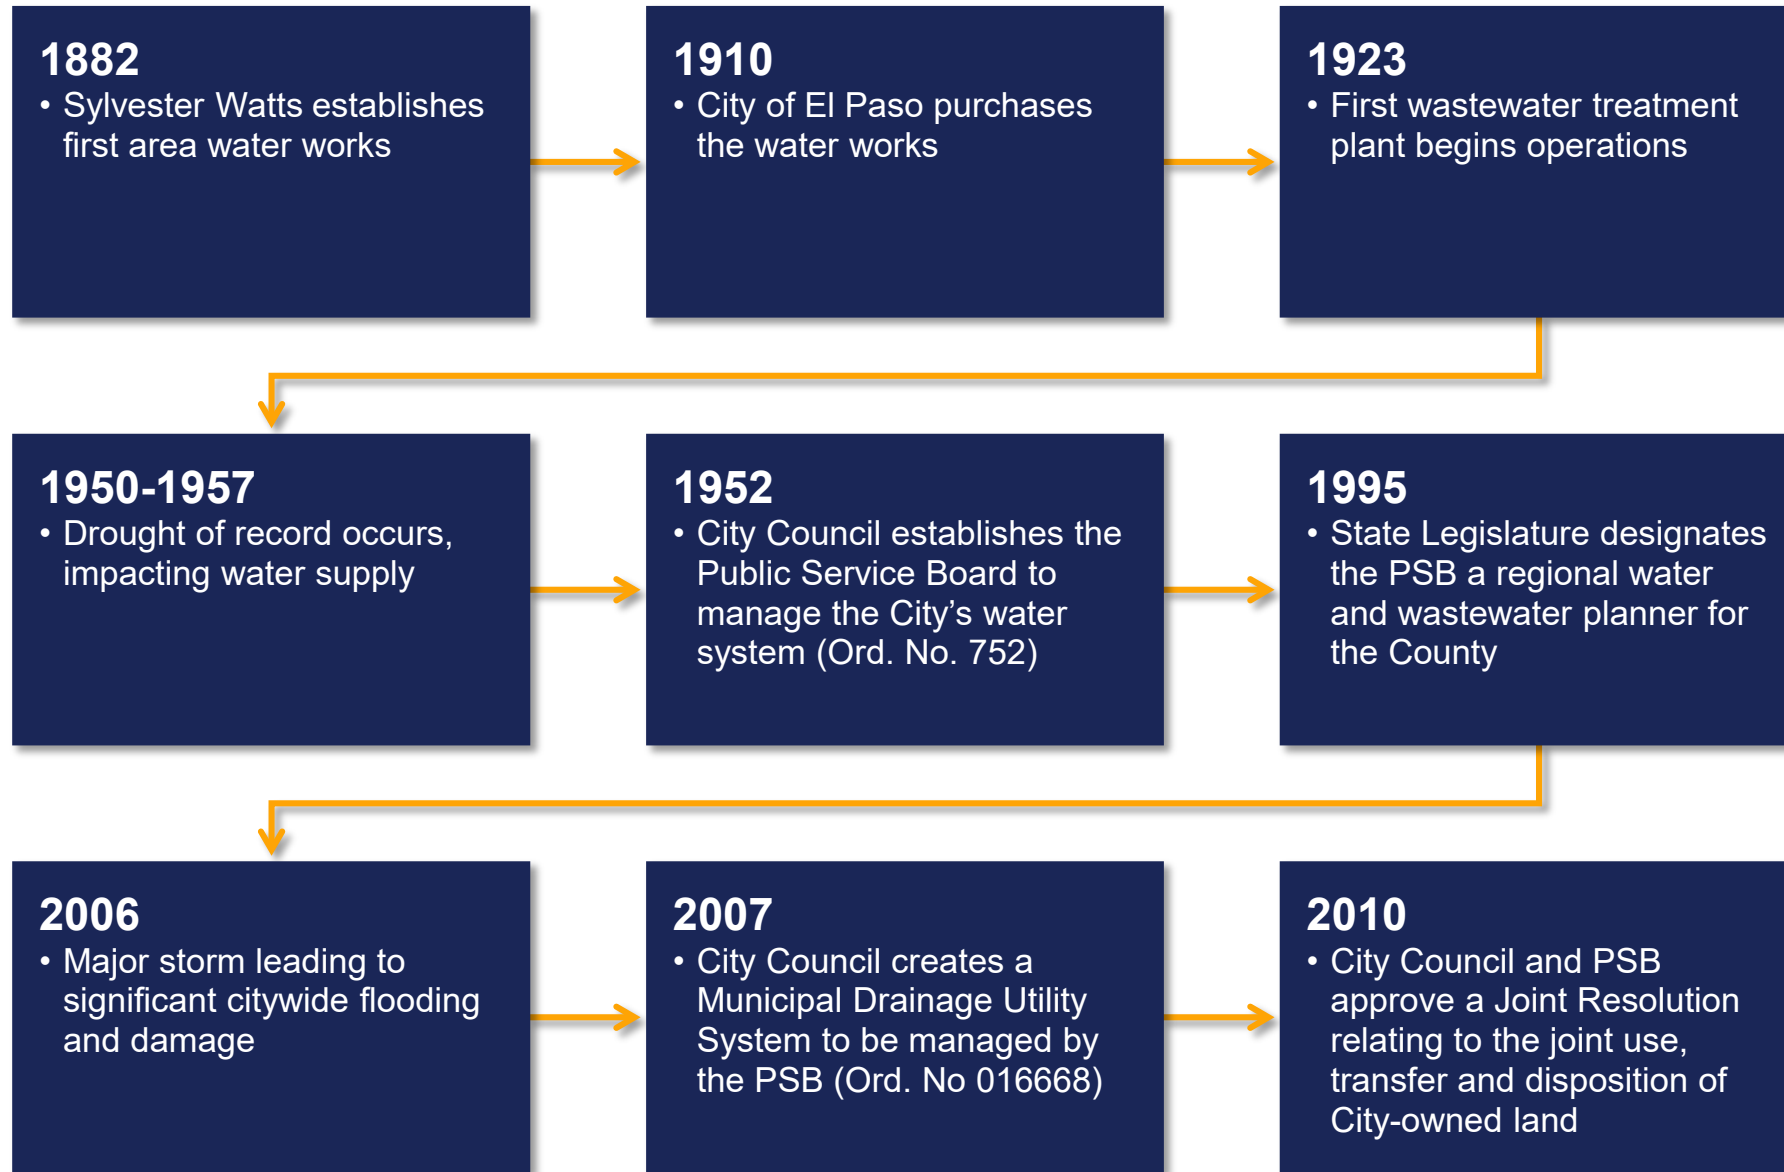 1882
• Sylvester Watts establishes
first area water works
1910
• City of El Paso purchases
the water works
1923
• First wastewater treatment
plant begins operations
1950-1957
• Drought of record occurs,
impacting water supply
1952
• City Council establishes the
Public Service Board to
manage the City’s water
system (Ord. No. 752)
1995
• State Legislature designates
the PSB a regional water
and wastewater planner for
the County
2006
• Major storm leading to
significant citywide flooding
and damage
2007
• City Council creates a
Municipal Drainage Utility
System to be managed by
the PSB (Ord. No 016668)
2010
• City Council and PSB
approve a Joint Resolution
relating to the joint use,
transfer and disposition of
City-owned land